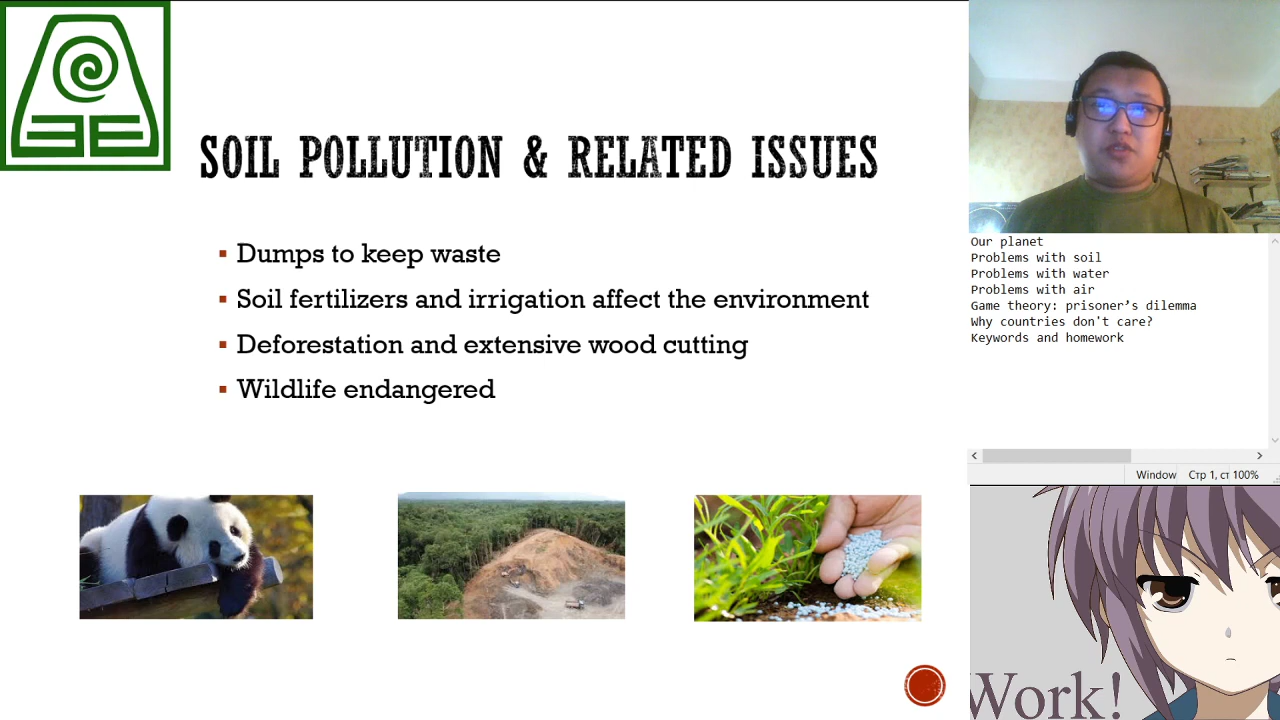 SOIL POLLUTION & RELATED ISSUES
Dumps to keep waste
Soil fertilizers and irrigation affect the environment
Deforestation and extensive wood cutting
Wildlife endangered
Our planet
Problems with soil
Problems with water
Problems with air
Game theory: prisoner’s dilemma
Why countries don't care?
Keywords and homework
Window Стр 1, ст 100%
Work!